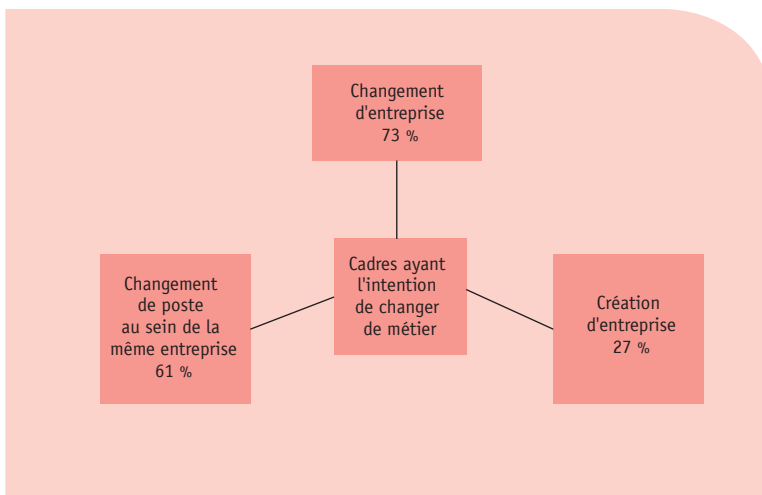 Changement
d'entreprise
73 %
Cadres ayant
l'intention
de changer
de métier
Changement
de poste
au sein de la
même entreprise
61 %
Création
d'entreprise
27 %